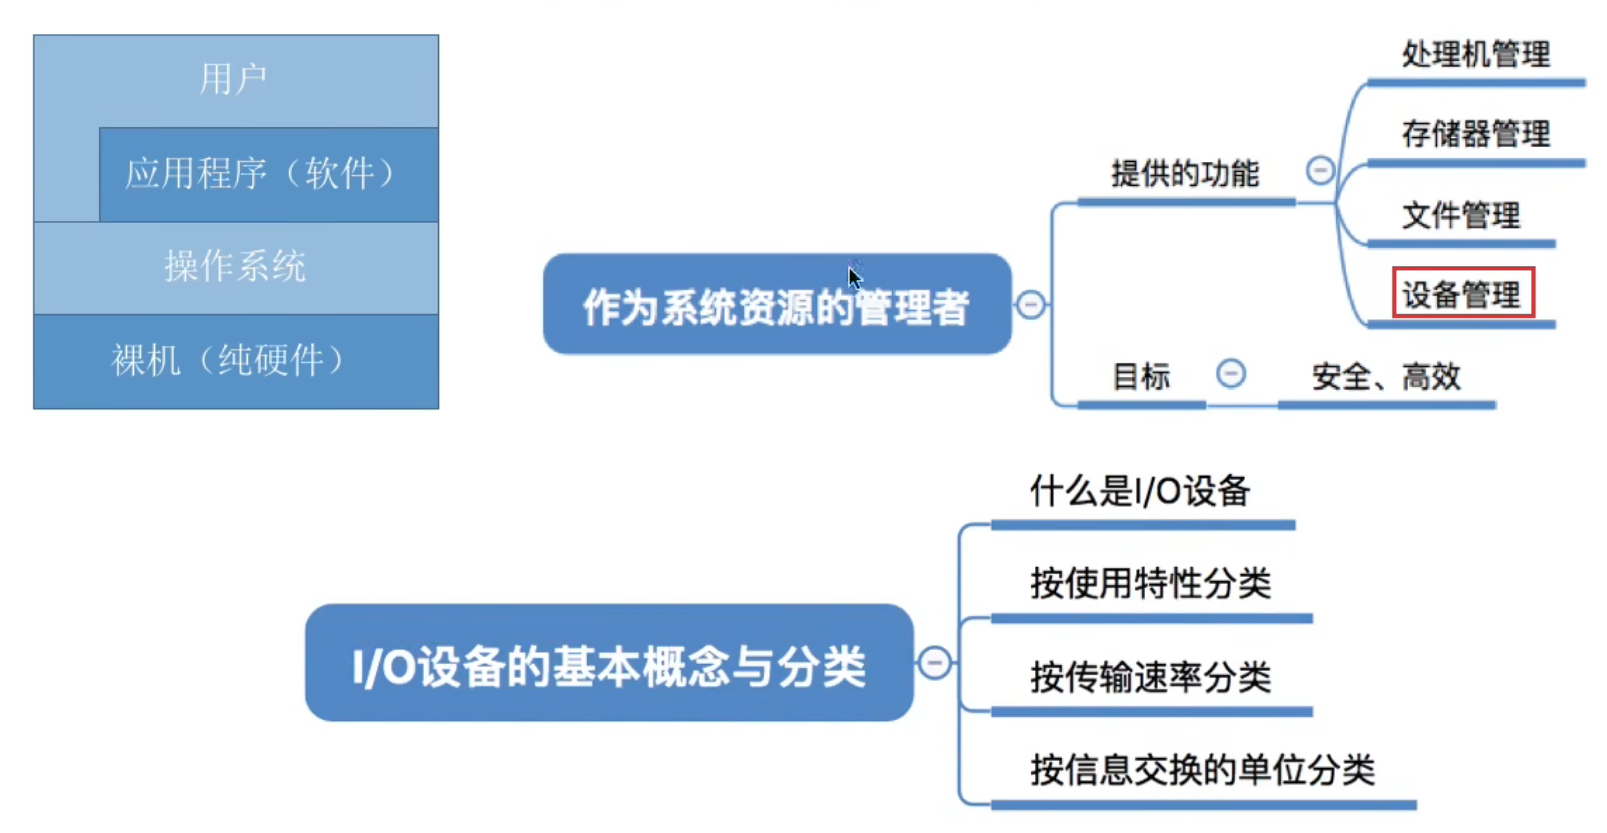 用户
应用程序（软件）
操作系统
裸机（纯硬件）
作为系统资源的管理者
提供的功能
处理机管理
存储器管理
文件管理
设备管理
目标
安全、高效
I/O设备的基本概念与分类
什么是I/O设备
按使用特性分类
按传输速率分类
按信息交换的单位分类